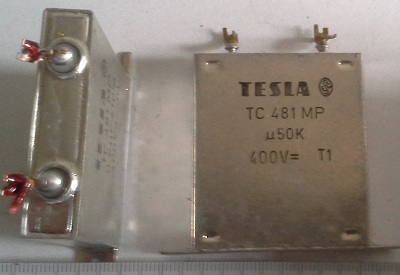 TESLA
TC 481 MP
µ50K
400V= T1